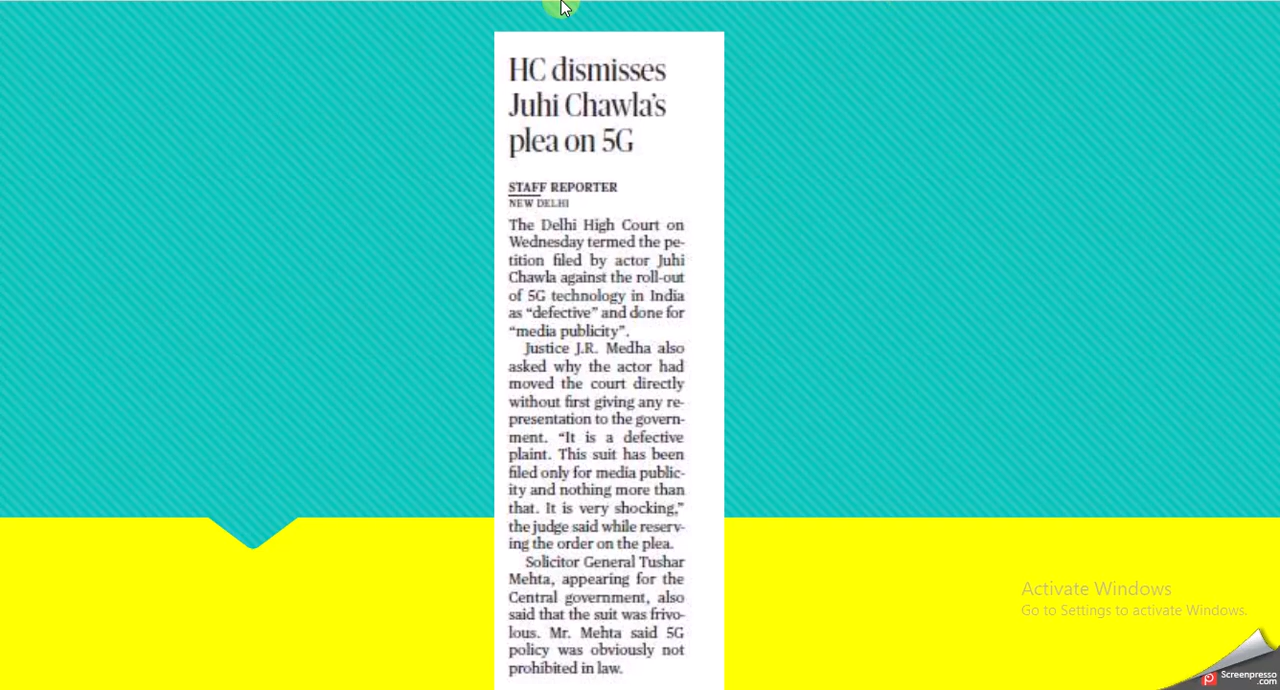 HC dismisses
Juhi Chawla's
plea on 5G
STAFF REPORTER
NEW DELHI
The Delhi High Court on
Wednesday termed the pe-
tition filed by actor Juhi
Chawla against the roll-out
of 5G technology in India
as “defective” and done for
“media publicity”.
Justice J.R. Medha also
asked why the actor had
moved the court directly
without first giving any re-
presentation to the govern-
ment. “It is a defective
plaint. This suit has been
filed only for media public-
ity and nothing more than
that. It is very shocking,”
the judge said while reserv-
ing the order on the plea.
Solicitor General Tushar
Mehta, appearing for the
Central government, also
said that the suit was frivo-
lous. Mr. Mehta said 5G
policy was obviously not
prohibited in law.
Activate Windows
Go to Settings to activate Windows.
Screenpresso
.com